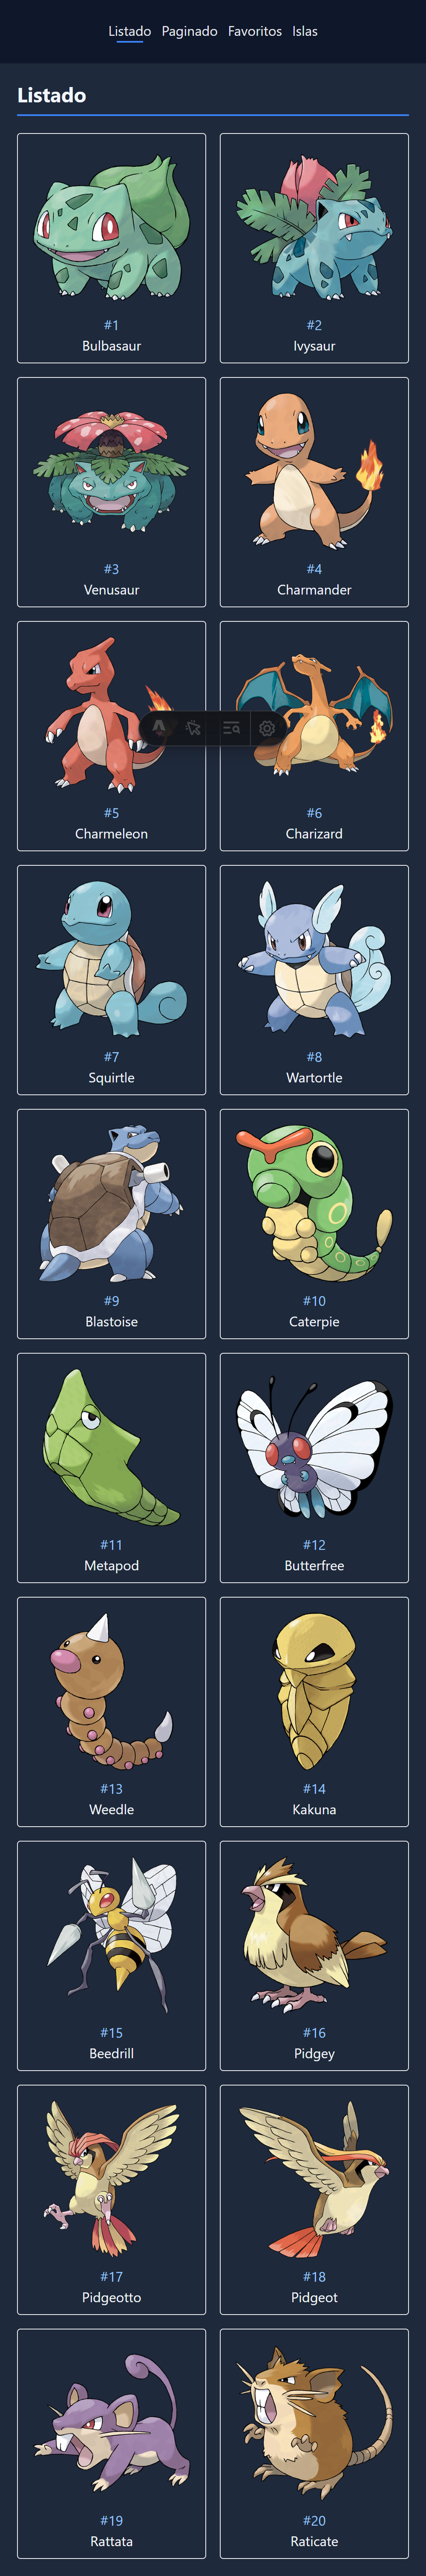 Listado Paginado Favoritos Islas
Listado
#1
Bulbasaur
#2
Ivysaur
#3
Venusaur
#4
Charmander
#5
Charmeleon
#6
Charizard
#7
Squirtle
#8
Wartortle
#9
Blastoise
#10
Caterpie
#11
Metapod
#12
Butterfree
#13
Weedle
#14
Kakuna
#15
Beedrill
#16
Pidgey
#17
Pidgeotto
#18
Pidgeot
#19
Rattata
#20
Raticate